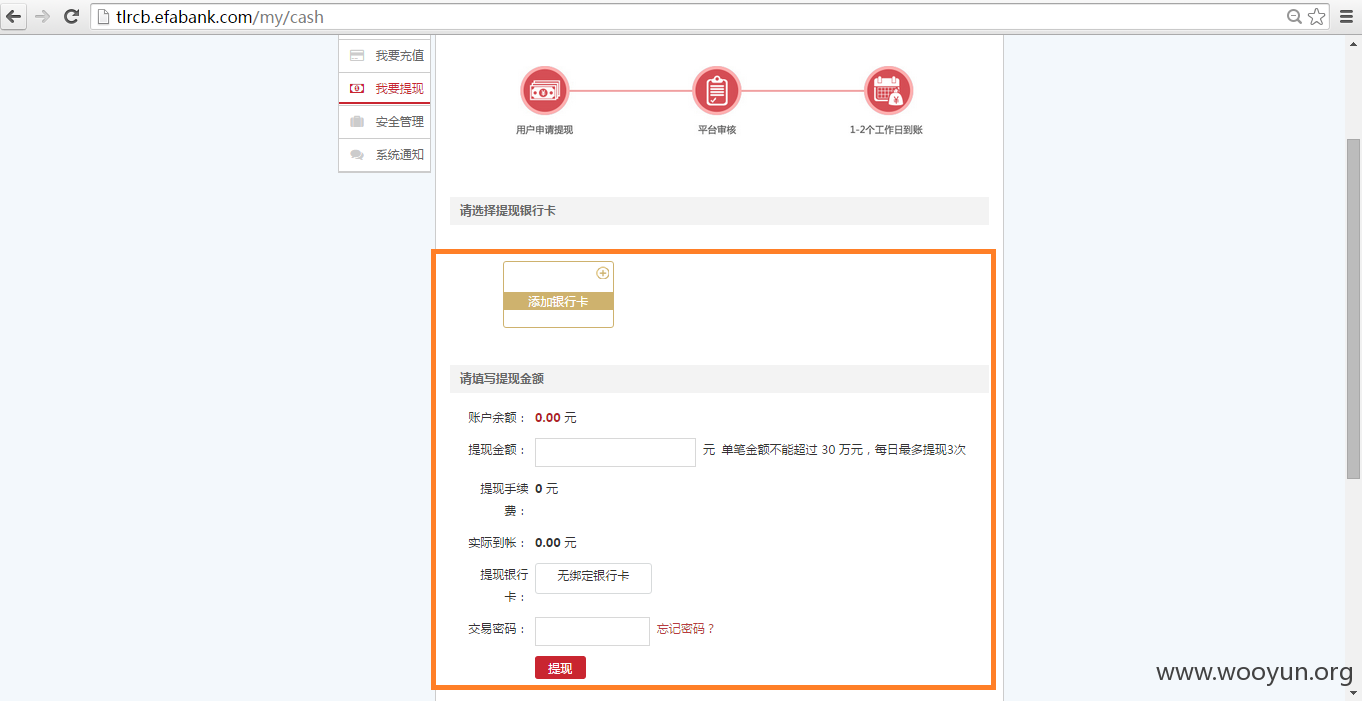 tlrcb.efabank.com/my/cash
我要充值
我要提现
安全管理
系统通知
用户申请提现
平台审核
1-2个工作日到账
请选择提现银行卡
添加银行卡
请填写提现金额
账户余额： 0.00 元
提现金额： 元 单笔金额不能超过 30 万元，每日最多提现3次
提现手续 0 元
费：
实际到帐： 0.00 元
提现银行 无绑定银行卡
卡：
交易密码： 忘记密码？
提现
www.wooyun.org